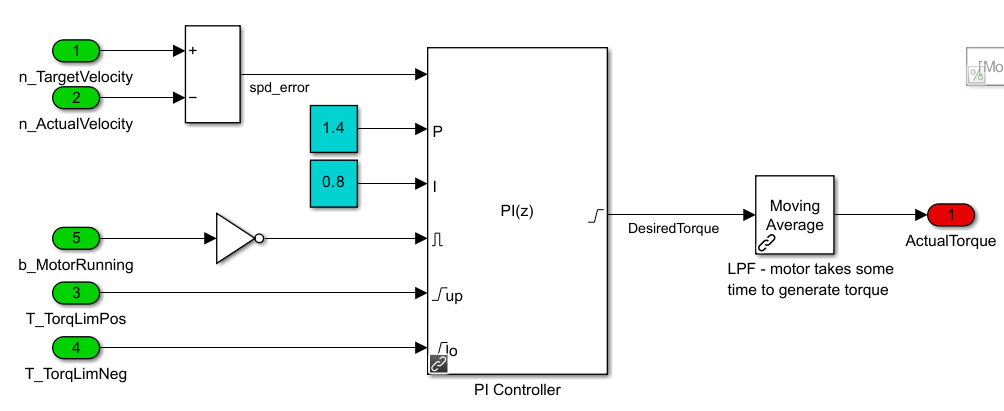 1
+
n_TargetVelocity
2
−
n_ActualVelocity
spd_error
1.4
P
0.8
I
PI(z)
5
b_MotorRunning
3
up
T_TorqLimPos
4
lo
T_TorqLimNeg
PI Controller
DesiredTorque
Moving
Average
LPF - motor takes some
time to generate torque
1
ActualTorque
%
[Mo